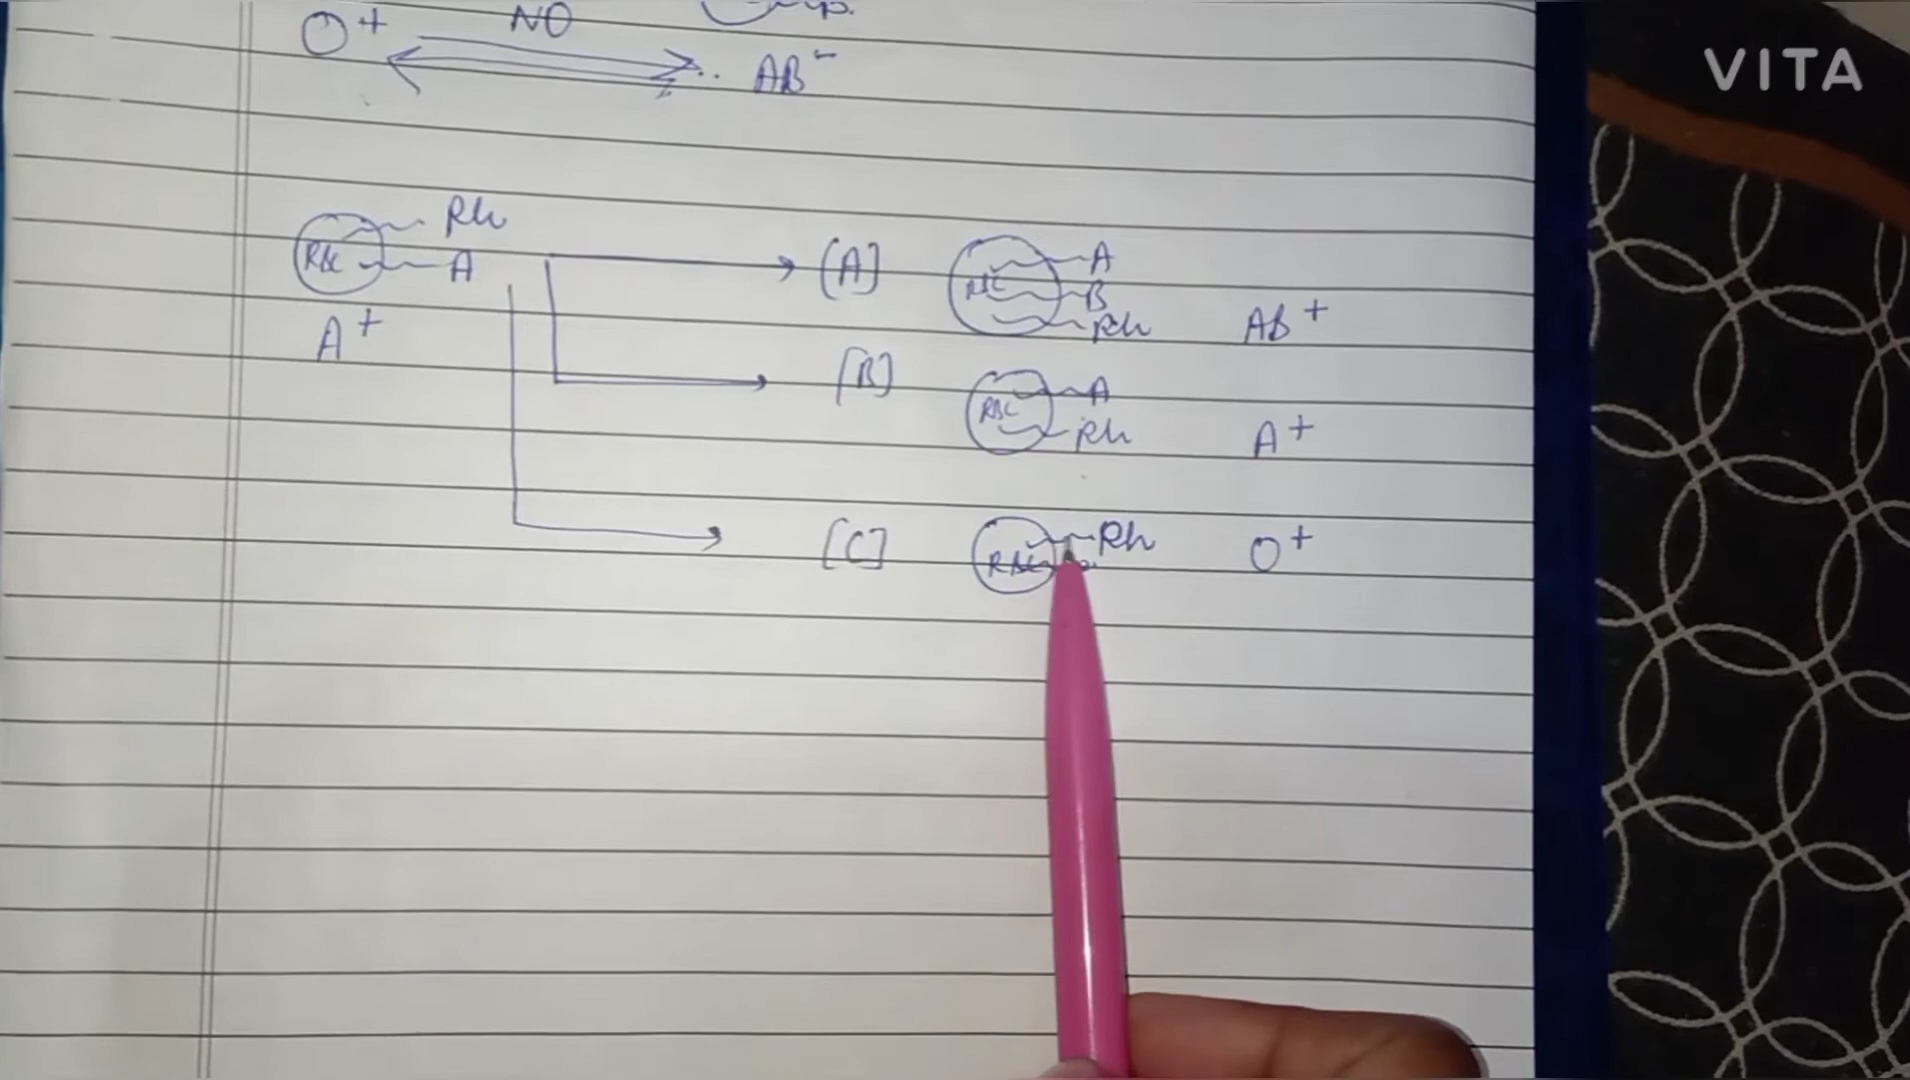 O+ NO AB-
VITA
RBC Rh
A
A+
[A] RBC A
B
Rh AB+
[B] RBC A
Rh A+
[C] RBC Rh O+